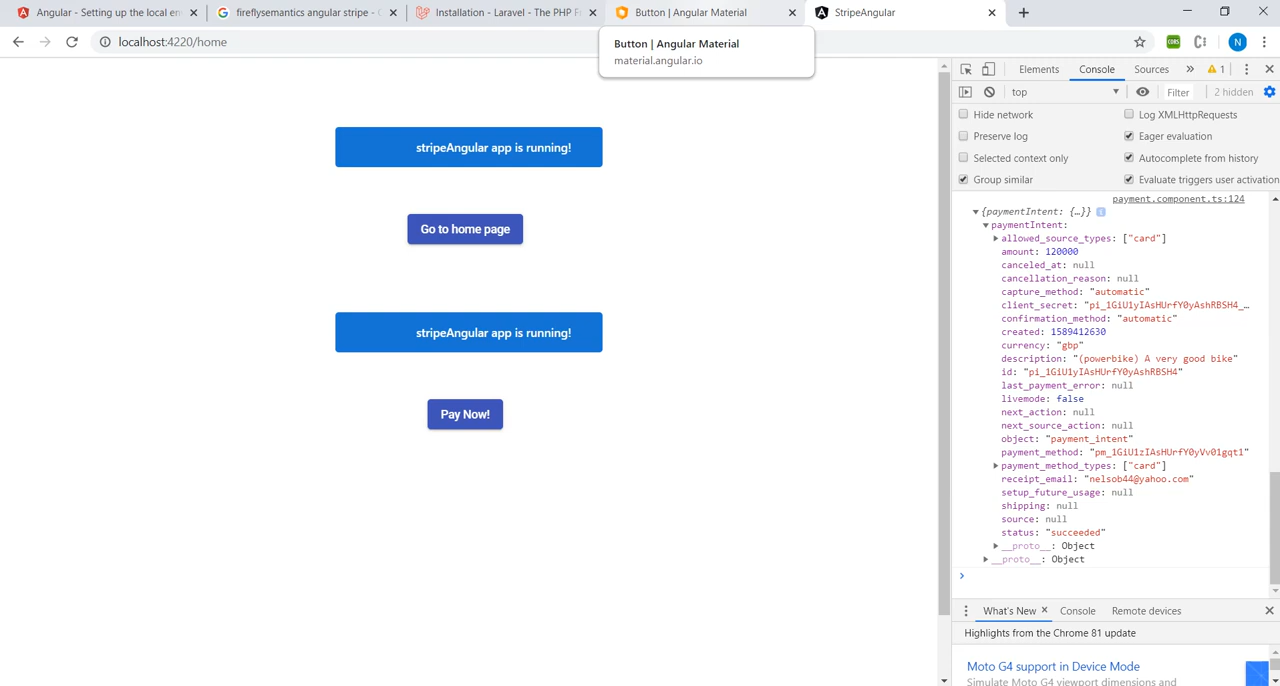 Angular - Setting up the local en
fireflysemantics angular stripe - G
Installation - Laravel - The PHP F
Button | Angular Material
StripeAngular
localhost:4220/home
N
Button | Angular Material
material.angular.io
stripeAngular app is running!
Go to home page
stripeAngular app is running!
Pay Now!
Elements Console Sources » 1
top Filter 2 hidden
Hide network Log XMLHttpRequests
Preserve log Eager evaluation
Selected context only Autocomplete from history
Group similar Evaluate triggers user activation
payment.component.ts:124
{paymentIntent: {…}} i
paymentIntent:
allowed_source_types: ["card"]
amount: 120000
canceled_at: null
cancellation_reason: null
capture_method: "automatic"
client_secret: "pi_1GiU1yIAsHUrfY0yAshRBSH4_…
confirmation_method: "automatic"
created: 1589412630
currency: "gbp"
description: "(powerbike) A very good bike"
id: "pi_1GiU1yIAsHUrfY0yAshRBSH4"
last_payment_error: null
livemode: false
next_action: null
next_source_action: null
object: "payment_intent"
payment_method: "pm_1GiU1zIAsHUrfY0yVv01gqt1"
payment_method_types: ["card"]
receipt_email: "nelsob44@yahoo.com"
setup_future_usage: null
shipping: null
source: null
status: "succeeded"
__proto__: Object
__proto__: Object
What's New Console Remote devices
Highlights from the Chrome 81 update
Moto G4 support in Device Mode
Simulate Moto G4 viewport dimensions and